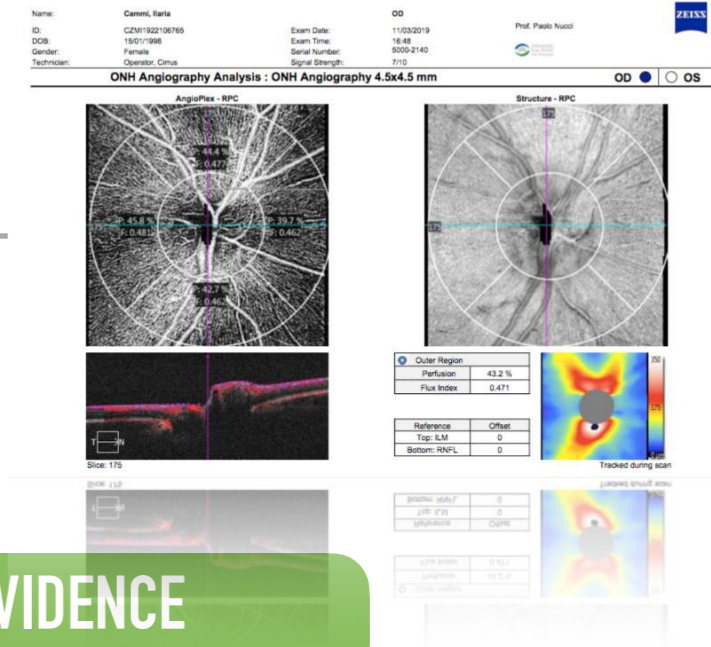 Name: Cammi, Ilaria OD
ID: CZMI1922106765 Exam Date: 11/03/2019 Prof. Paolo Nucci
DOB: 15/01/1998 Exam Time: 16:48
Gender: Female Serial Number: 5000-2140
Technician: Operator, Cirrus Signal Strength: 7/10
ZEISS
ONH Angiography Analysis : ONH Angiography 4.5x4.5 mm OD OS
AngioPlex - RPC
Structure - RPC
P: 44.4 %
F: 0.477
P: 45.8 %
F: 0.481
P: 39.7 %
F: 0.462
P: 42.7 %
F: 0.462
175
175
175
Outer Region
Perfusion 43.2 %
Flux Index 0.471
Reference Offset
Top: ILM 0
Bottom: RNFL 0
350
175
T N
Slice: 175
Tracked during scan
VIDENCE